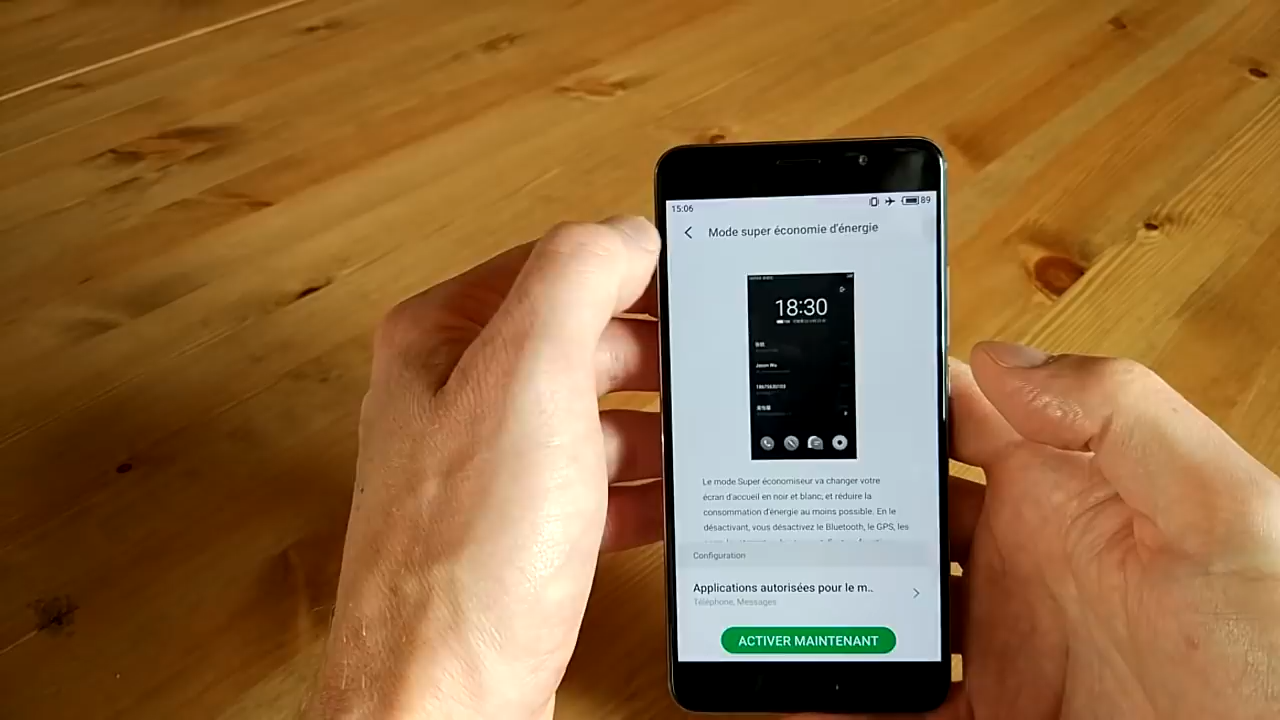 15:06
89
Mode super économie d'énergie
18:30
Jason Wu
Le mode Super économiseur va changer votre
écran d'accueil en noir et blanc, et réduire la
consommation d'énergie au moins possible. En le
désactivant, vous désactivez le Bluetooth, le GPS, les
Configuration
Applications autorisées pour le m..
Téléphone, Messages
ACTIVER MAINTENANT